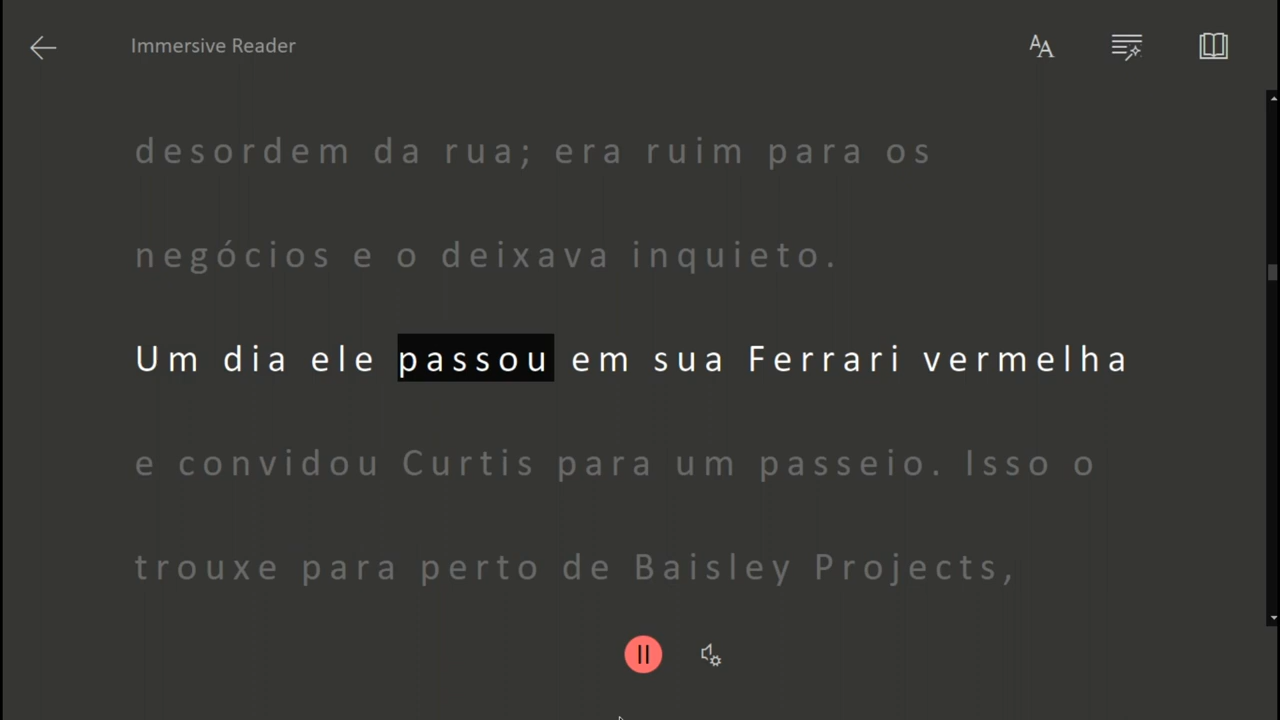 Immersive Reader
desordem da rua; era ruim para os
negócios e o deixava inquieto.
Um dia ele passou em sua Ferrari vermelha
e convidou Curtis para um passeio. Isso o
trouxe para perto de Baisley Projects,